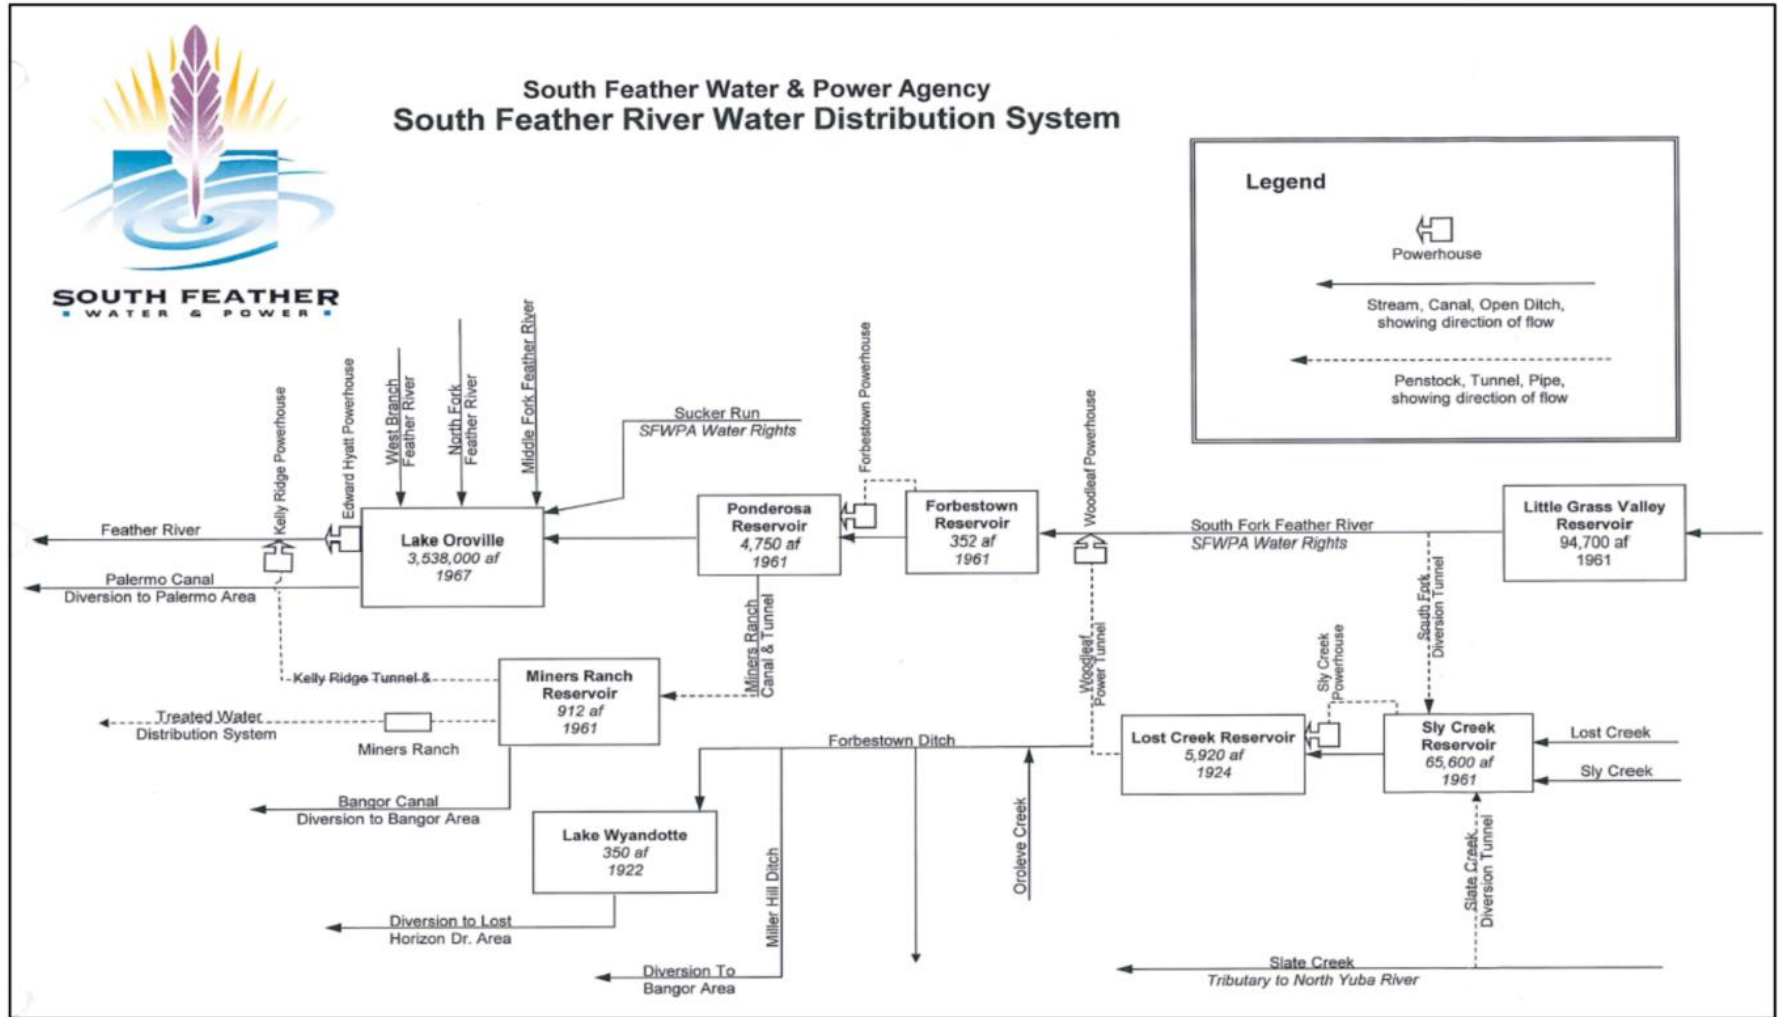 South Feather Water & Power Agency
South Feather River Water Distribution System
SOUTH FEATHER
WATER & POWER
Legend
Powerhouse
Stream, Canal, Open Ditch,
showing direction of flow
Penstock, Tunnel, Pipe,
showing direction of flow
Kelly Ridge Powerhouse
Edward Hyatt Powerhouse
West Branch
Feather River
North Fork
Feather River
Middle Fork Feather River
Sucker Run
SFWPA Water Rights
Forbestown Powerhouse
Woodleaf Powerhouse
Feather River
Palermo Canal
Diversion to Palermo Area
Lake Oroville
3,538,000 af
1967
Ponderosa
Reservoir
4,750 af
1961
Forbestown
Reservoir
352 af
1961
South Fork Feather River
SFWPA Water Rights
Little Grass Valley
Reservoir
94,700 af
1961
Miners Ranch
Canal & Tunnel
Woodleaf
Power Tunnel
South Fork
Diversion Tunnel
Sly Creek
Powerhouse
Kelly Ridge Tunnel &
Miners Ranch
Reservoir
912 af
1961
Treated Water
Distribution System
Miners Ranch
Forbestown Ditch
Lost Creek Reservoir
5,920 af
1924
Sly Creek
Reservoir
65,600 af
1961
Lost Creek
Sly Creek
Bangor Canal
Diversion to Bangor Area
Lake Wyandotte
350 af
1922
Miller Hill Ditch
Oroleve Creek
Slate Creek
Diversion Tunnel
Diversion to Lost
Horizon Dr. Area
Diversion To
Bangor Area
Slate Creek
Tributary to North Yuba River